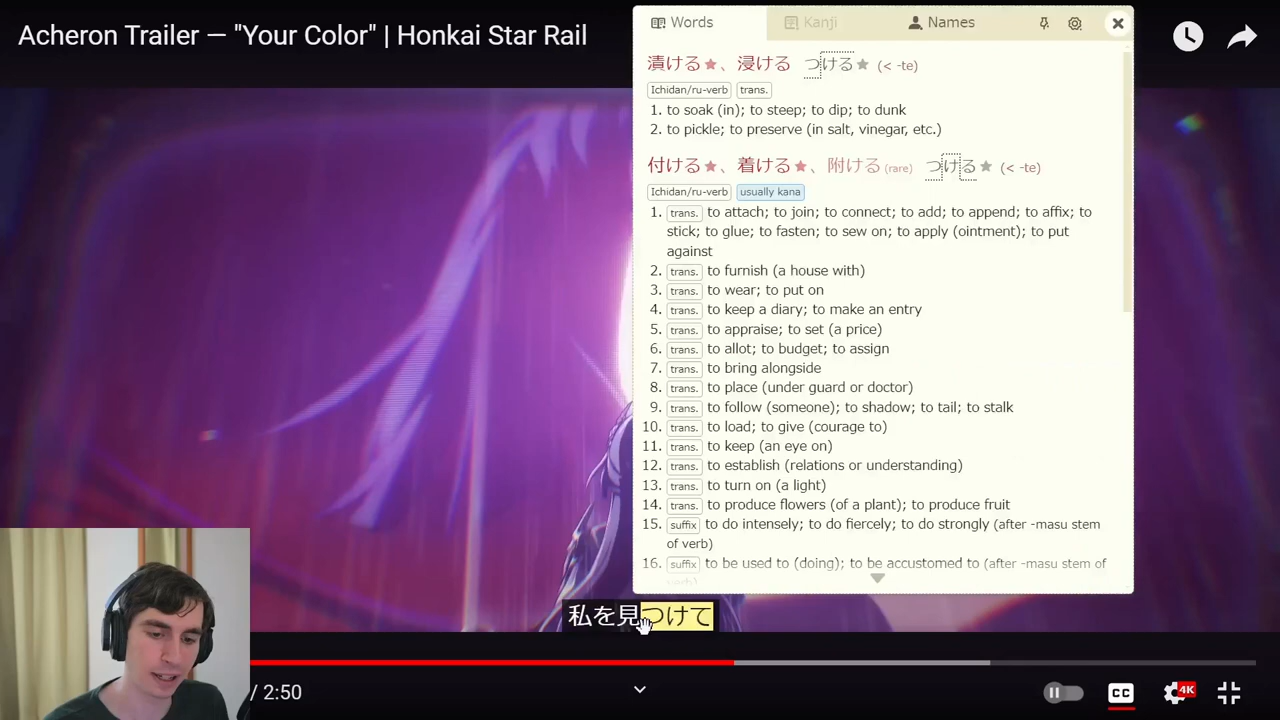 Acheron Trailer — "Your Color" | Honkai Star Rail
Words Kanji Names
漬ける★、浸ける つける★ (< -te)
Ichidan/ru-verb trans.
1. to soak (in); to steep; to dip; to dunk
2. to pickle; to preserve (in salt, vinegar, etc.)
付ける★、着ける★、附ける (rare) つける★ (< -te)
Ichidan/ru-verb usually kana
1. trans. to attach; to join; to connect; to add; to append; to affix; to
stick; to glue; to fasten; to sew on; to apply (ointment); to put
against
2. trans. to furnish (a house with)
3. trans. to wear; to put on
4. trans. to keep a diary; to make an entry
5. trans. to appraise; to set (a price)
6. trans. to allot; to budget; to assign
7. trans. to bring alongside
8. trans. to place (under guard or doctor)
9. trans. to follow (someone); to shadow; to tail; to stalk
10. trans. to load; to give (courage to)
11. trans. to keep (an eye on)
12. trans. to establish (relations or understanding)
13. trans. to turn on (a light)
14. trans. to produce flowers (of a plant); to produce fruit
15. suffix to do intensely; to do fiercely; to do strongly (after -masu stem
of verb)
16. suffix to be used to (doing); to be accustomed to (after -masu stem of
verb)
私を見つけて
/ 2:50
CC
4K